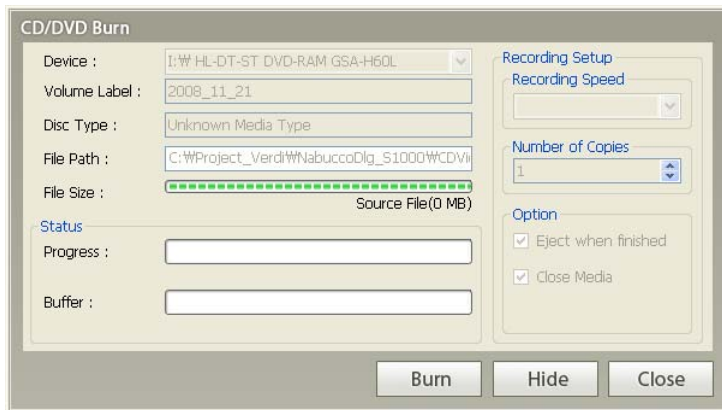 CD/DVD Burn
Device : I:₩ HL-DT-ST DVD-RAM GSA-H60L
Volume Label : 2008_11_21
Disc Type : Unknown Media Type
File Path : C:₩Project_Verdi₩NabuccoDlg_S1000₩CDVi
File Size :
Source File(0 MB)
Status
Progress :
Buffer :
Recording Setup
Recording Speed
Number of Copies
1
Option
Eject when finished
Close Media
Burn Hide Close